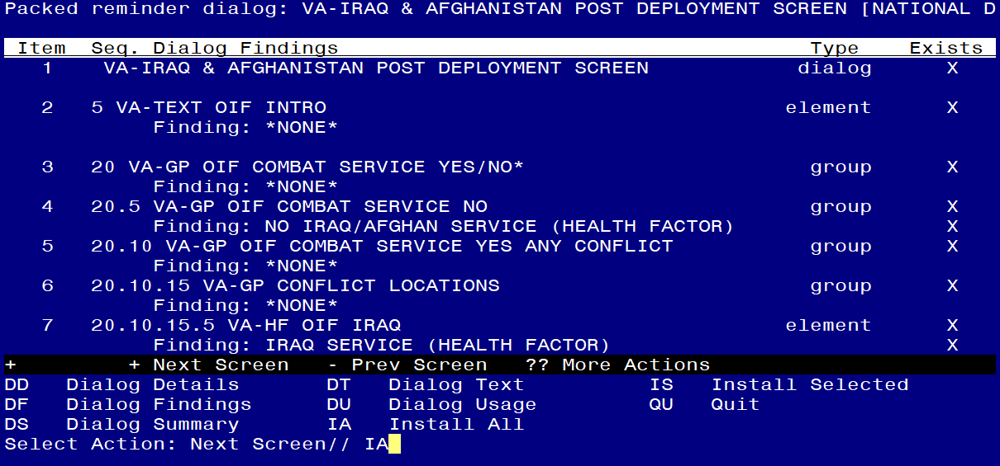 Packed reminder dialog: VA-IRAQ & AFGHANISTAN POST DEPLOYMENT SCREEN [NATIONAL D
Item Seq. Dialog Findings Type Exists
1 VA-IRAQ & AFGHANISTAN POST DEPLOYMENT SCREEN dialog X
2 5 VA-TEXT OIF INTRO element X
Finding: *NONE*
3 20 VA-GP OIF COMBAT SERVICE YES/NO* group X
Finding: *NONE*
4 20.5 VA-GP OIF COMBAT SERVICE NO group X
Finding: NO IRAQ/AFGHAN SERVICE (HEALTH FACTOR) X
5 20.10 VA-GP OIF COMBAT SERVICE YES ANY CONFLICT group X
Finding: *NONE*
6 20.10.15 VA-GP CONFLICT LOCATIONS group X
Finding: *NONE*
7 20.10.15.5 VA-HF OIF IRAQ element X
Finding: IRAQ SERVICE (HEALTH FACTOR) X
+ + Next Screen - Prev Screen ?? More Actions
DD Dialog Details DT Dialog Text IS Install Selected
DF Dialog Findings DU Dialog Usage QU Quit
DS Dialog Summary IA Install All
Select Action: Next Screen// IA